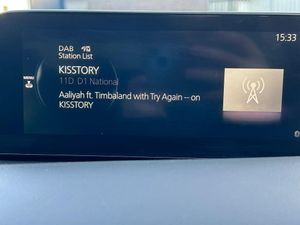 15:33
DAB
Station List
KISSTORY
11D D1 National
MENU
Aaliyah ft. Timbaland with Try Again -- on
KISSTORY